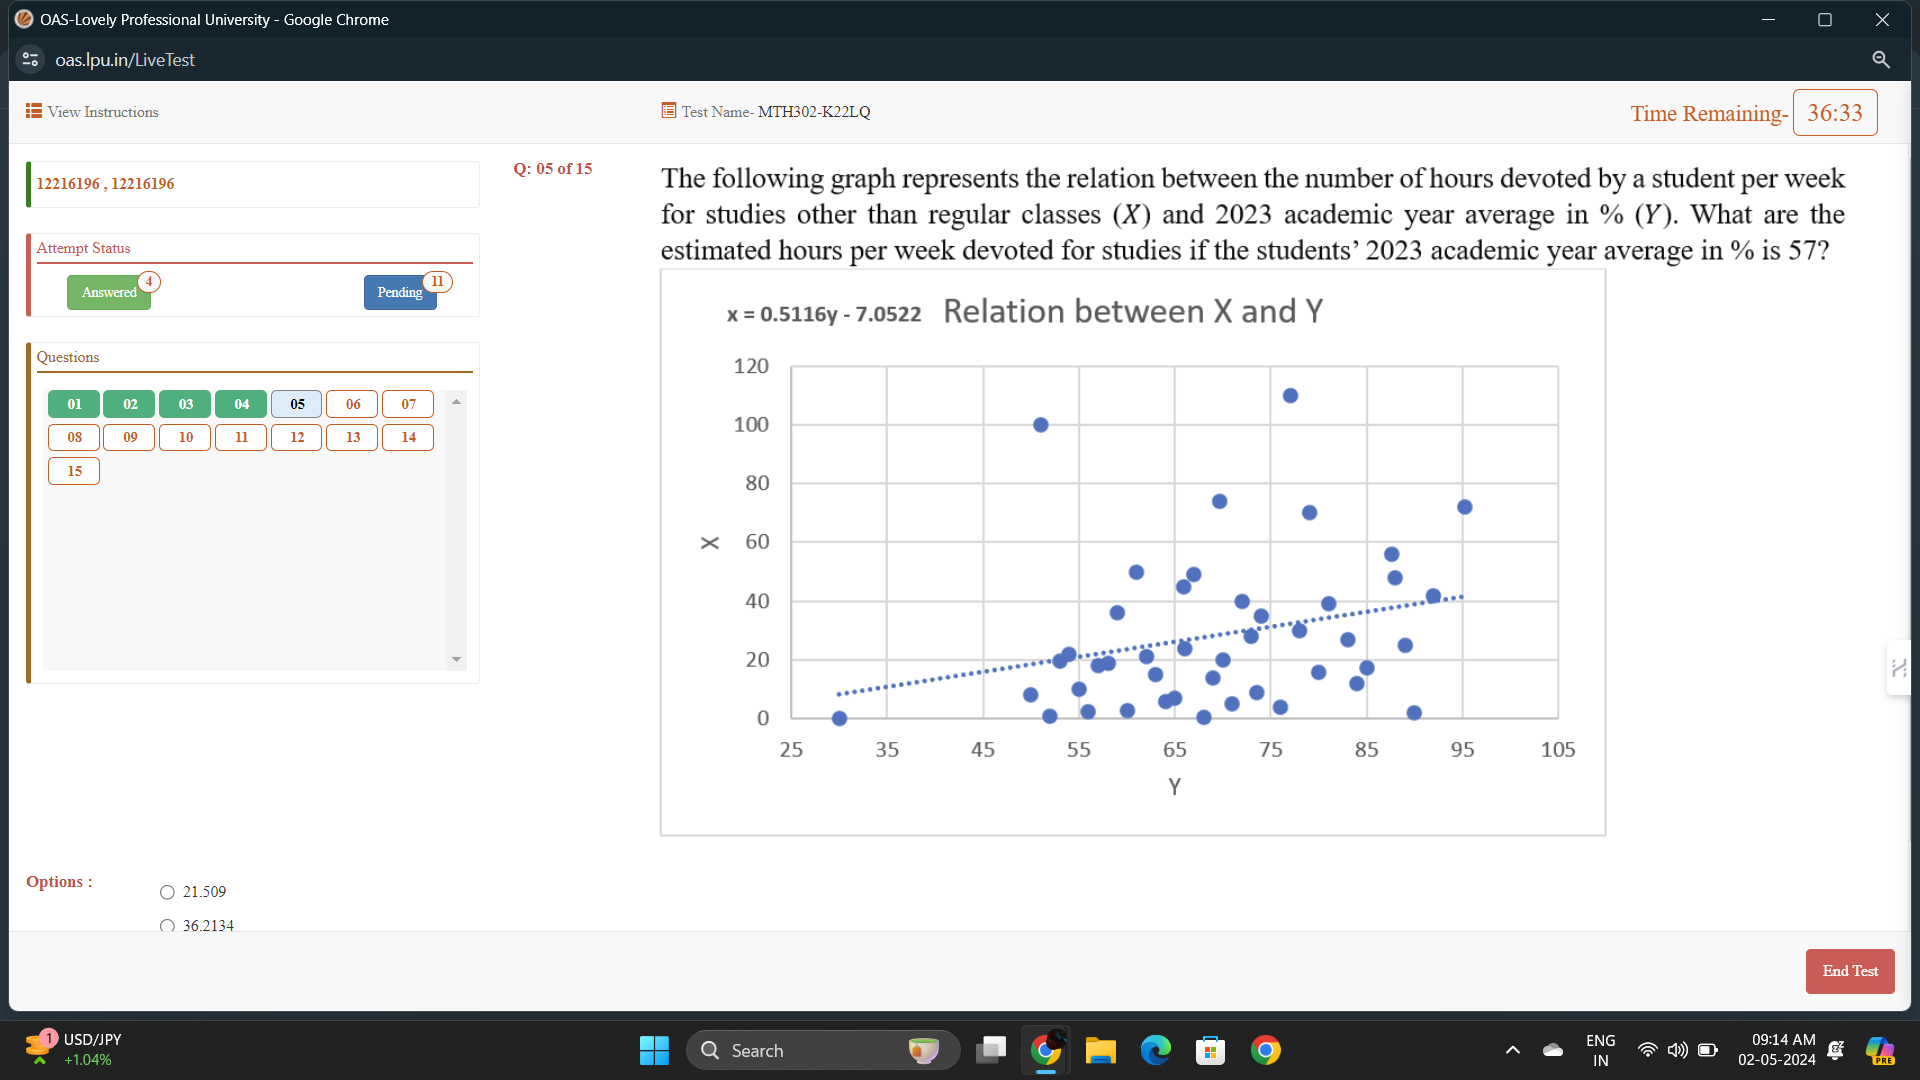 OAS-Lovely Professional University - Google Chrome
oas.lpu.in/LiveTest
View Instructions
Test Name- MTH302-K22LQ
Time Remaining- 36:33
12216196 , 12216196
Attempt Status
Answered 4
Pending 11
Questions
01 02 03 04 05 06 07
08 09 10 11 12 13 14
15
Q: 05 of 15
The following graph represents the relation between the number of hours devoted by a student per week
for studies other than regular classes (X) and 2023 academic year average in % (Y). What are the
estimated hours per week devoted for studies if the students’ 2023 academic year average in % is 57?
x = 0.5116y - 7.0522 Relation between X and Y
120
100
80
60
40
20
0
X
25 35 45 55 65 75 85 95 105
Y
Options :
21.509
36.2134
End Test
1
USD/JPY
+1.04%
Search
ENG
IN
09:14 AM
02-05-2024
PRE